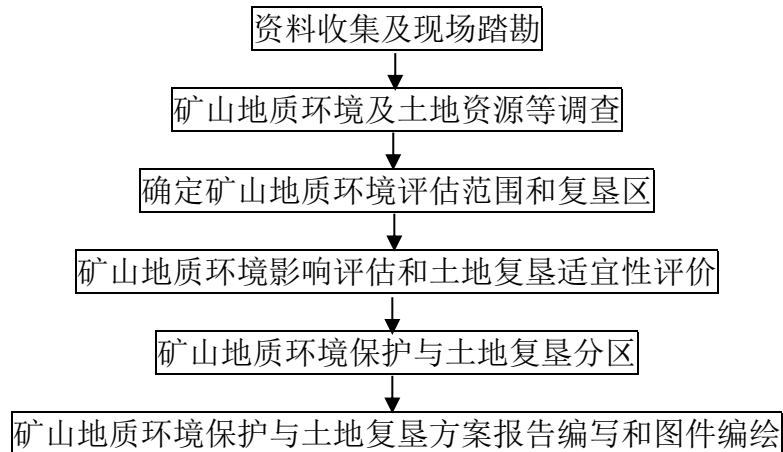 资料收集及现场踏勘
矿山地质环境及土地资源等调查
确定矿山地质环境评估范围和复垦区
矿山地质环境影响评估和土地复垦适宜性评价
矿山地质环境保护与土地复垦分区
矿山地质环境保护与土地复垦方案报告编写和图件编绘